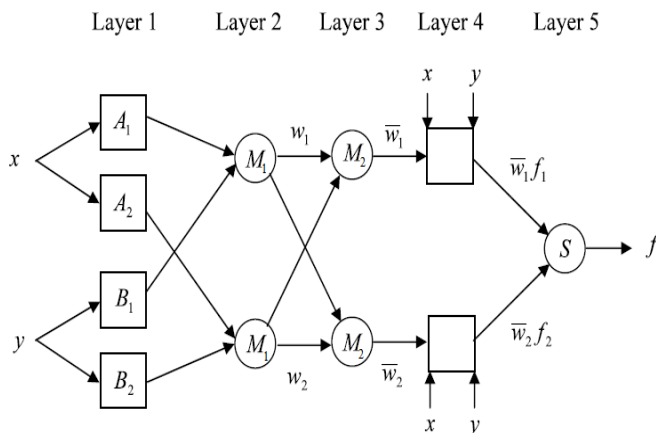 Layer 1 Layer 2 Layer 3 Layer 4 Layer 5
x y
A₁ w₁ w̅₁
x M₁ M₂ w̅₁f₁
A₂
S f
B₁
y M₁ M₂ w̅₂f₂
B₂ w₂ w̅₂
x y